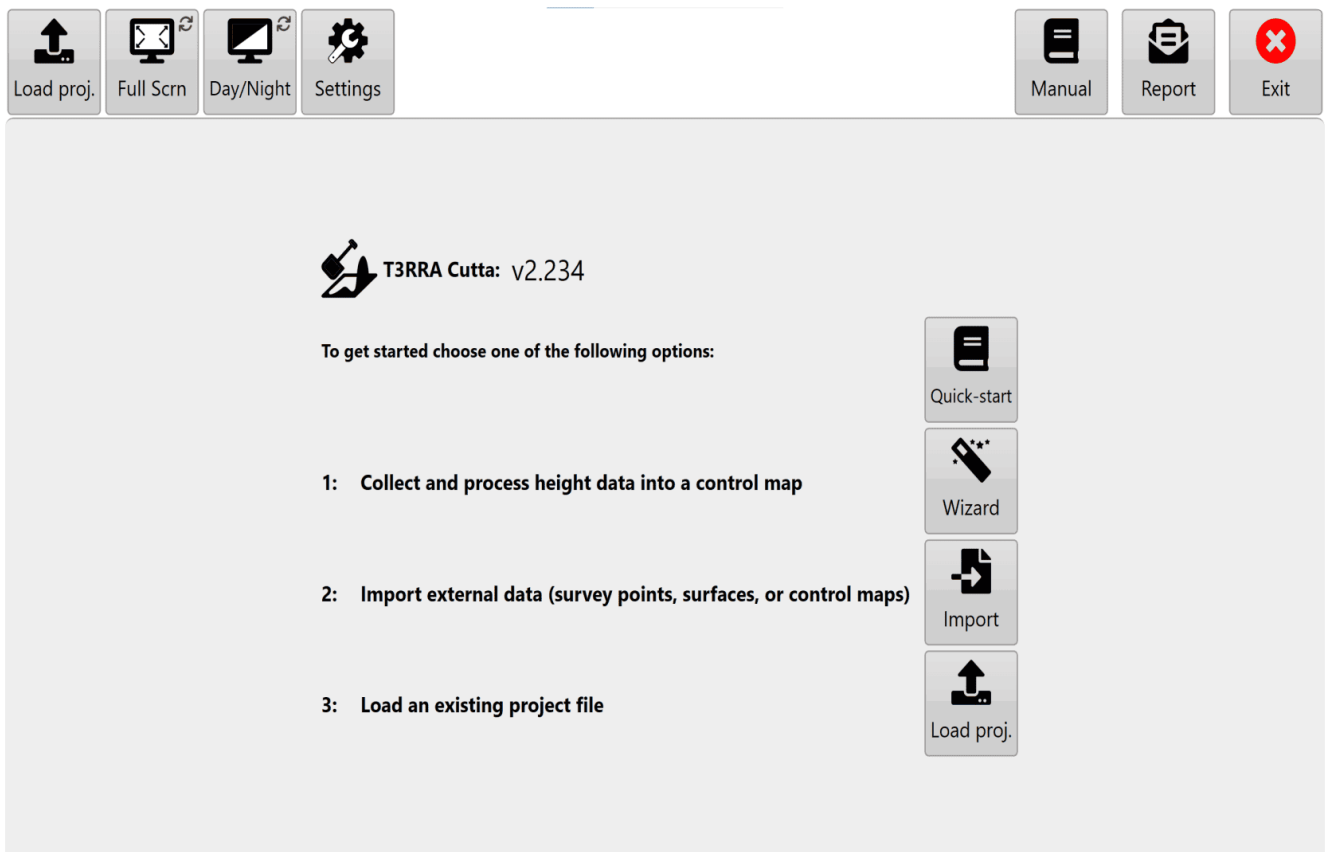 Load proj.
Full Scrn
Day/Night
Settings
Manual
Report
Exit
T3RRA Cutta: v2.234
To get started choose one of the following options:
Quick-start
1: Collect and process height data into a control map
Wizard
2: Import external data (survey points, surfaces, or control maps)
Import
3: Load an existing project file
Load proj.